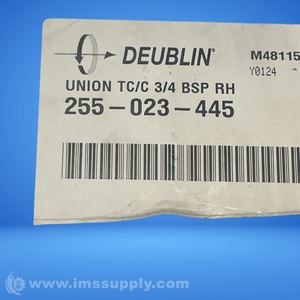 DEUBLIN® M48115
UNION TC/C 3/4 BSP RH Y0124
255-023-445
© www.imssupply.com